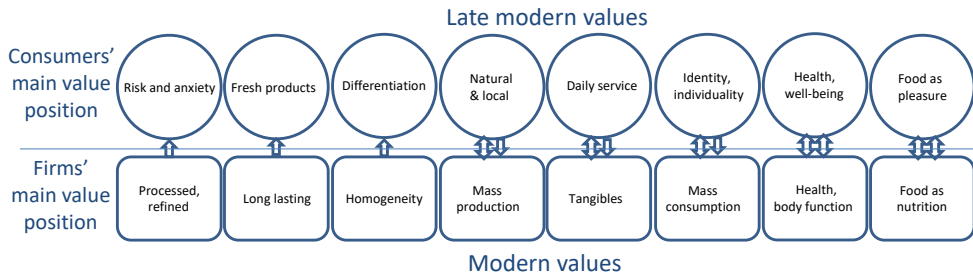 Late modern values
Consumers’
main value
position
Risk and anxiety
Fresh products
Differentiation
Natural
& local
Daily service
Identity,
individuality
Health,
well-being
Food as
pleasure
Firms’
main value
position
Processed,
refined
Long lasting
Homogeneity
Mass
production
Tangibles
Mass
consumption
Health,
body function
Food as
nutrition
Modern values